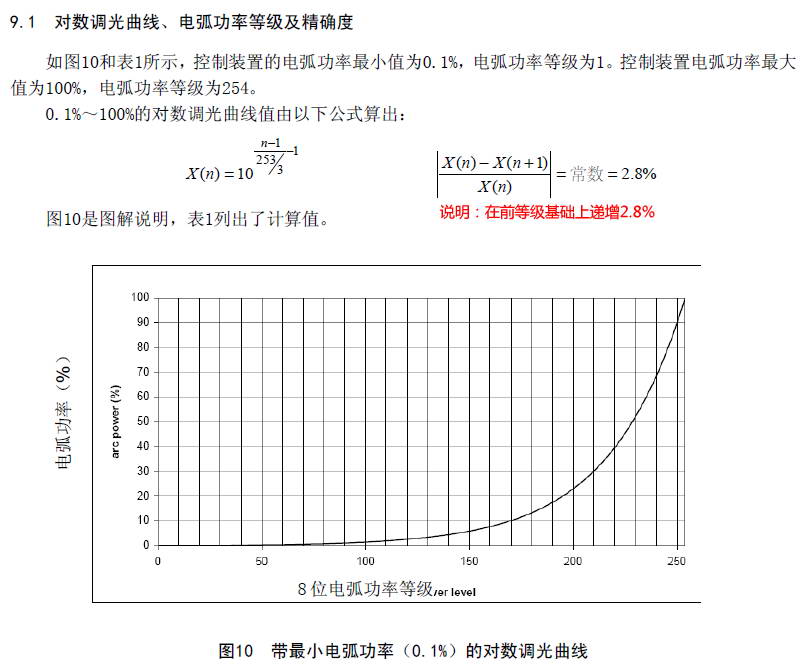 9.1 对数调光曲线、电弧功率等级及精确度
如图10和表1所示，控制装置的电弧功率最小值为0.1%，电弧功率等级为1。控制装置电弧功率最大
值为100%，电弧功率等级为254。
0.1%～100%的对数调光曲线值由以下公式算出：
X(n) = 10^((n-1)/(253/3) - 1)
|(X(n) - X(n+1))/X(n)| = 常数 = 2.8%
说明：在前等级基础上递增2.8%
图10是图解说明，表1列出了计算值。
100
90
80
70
60
50
40
30
20
10
0
电弧功率（%）
arc power (%)
0 50 100 150 200 250
8位电弧功率等级 ver level
图10 带最小电弧功率（0.1%）的对数调光曲线